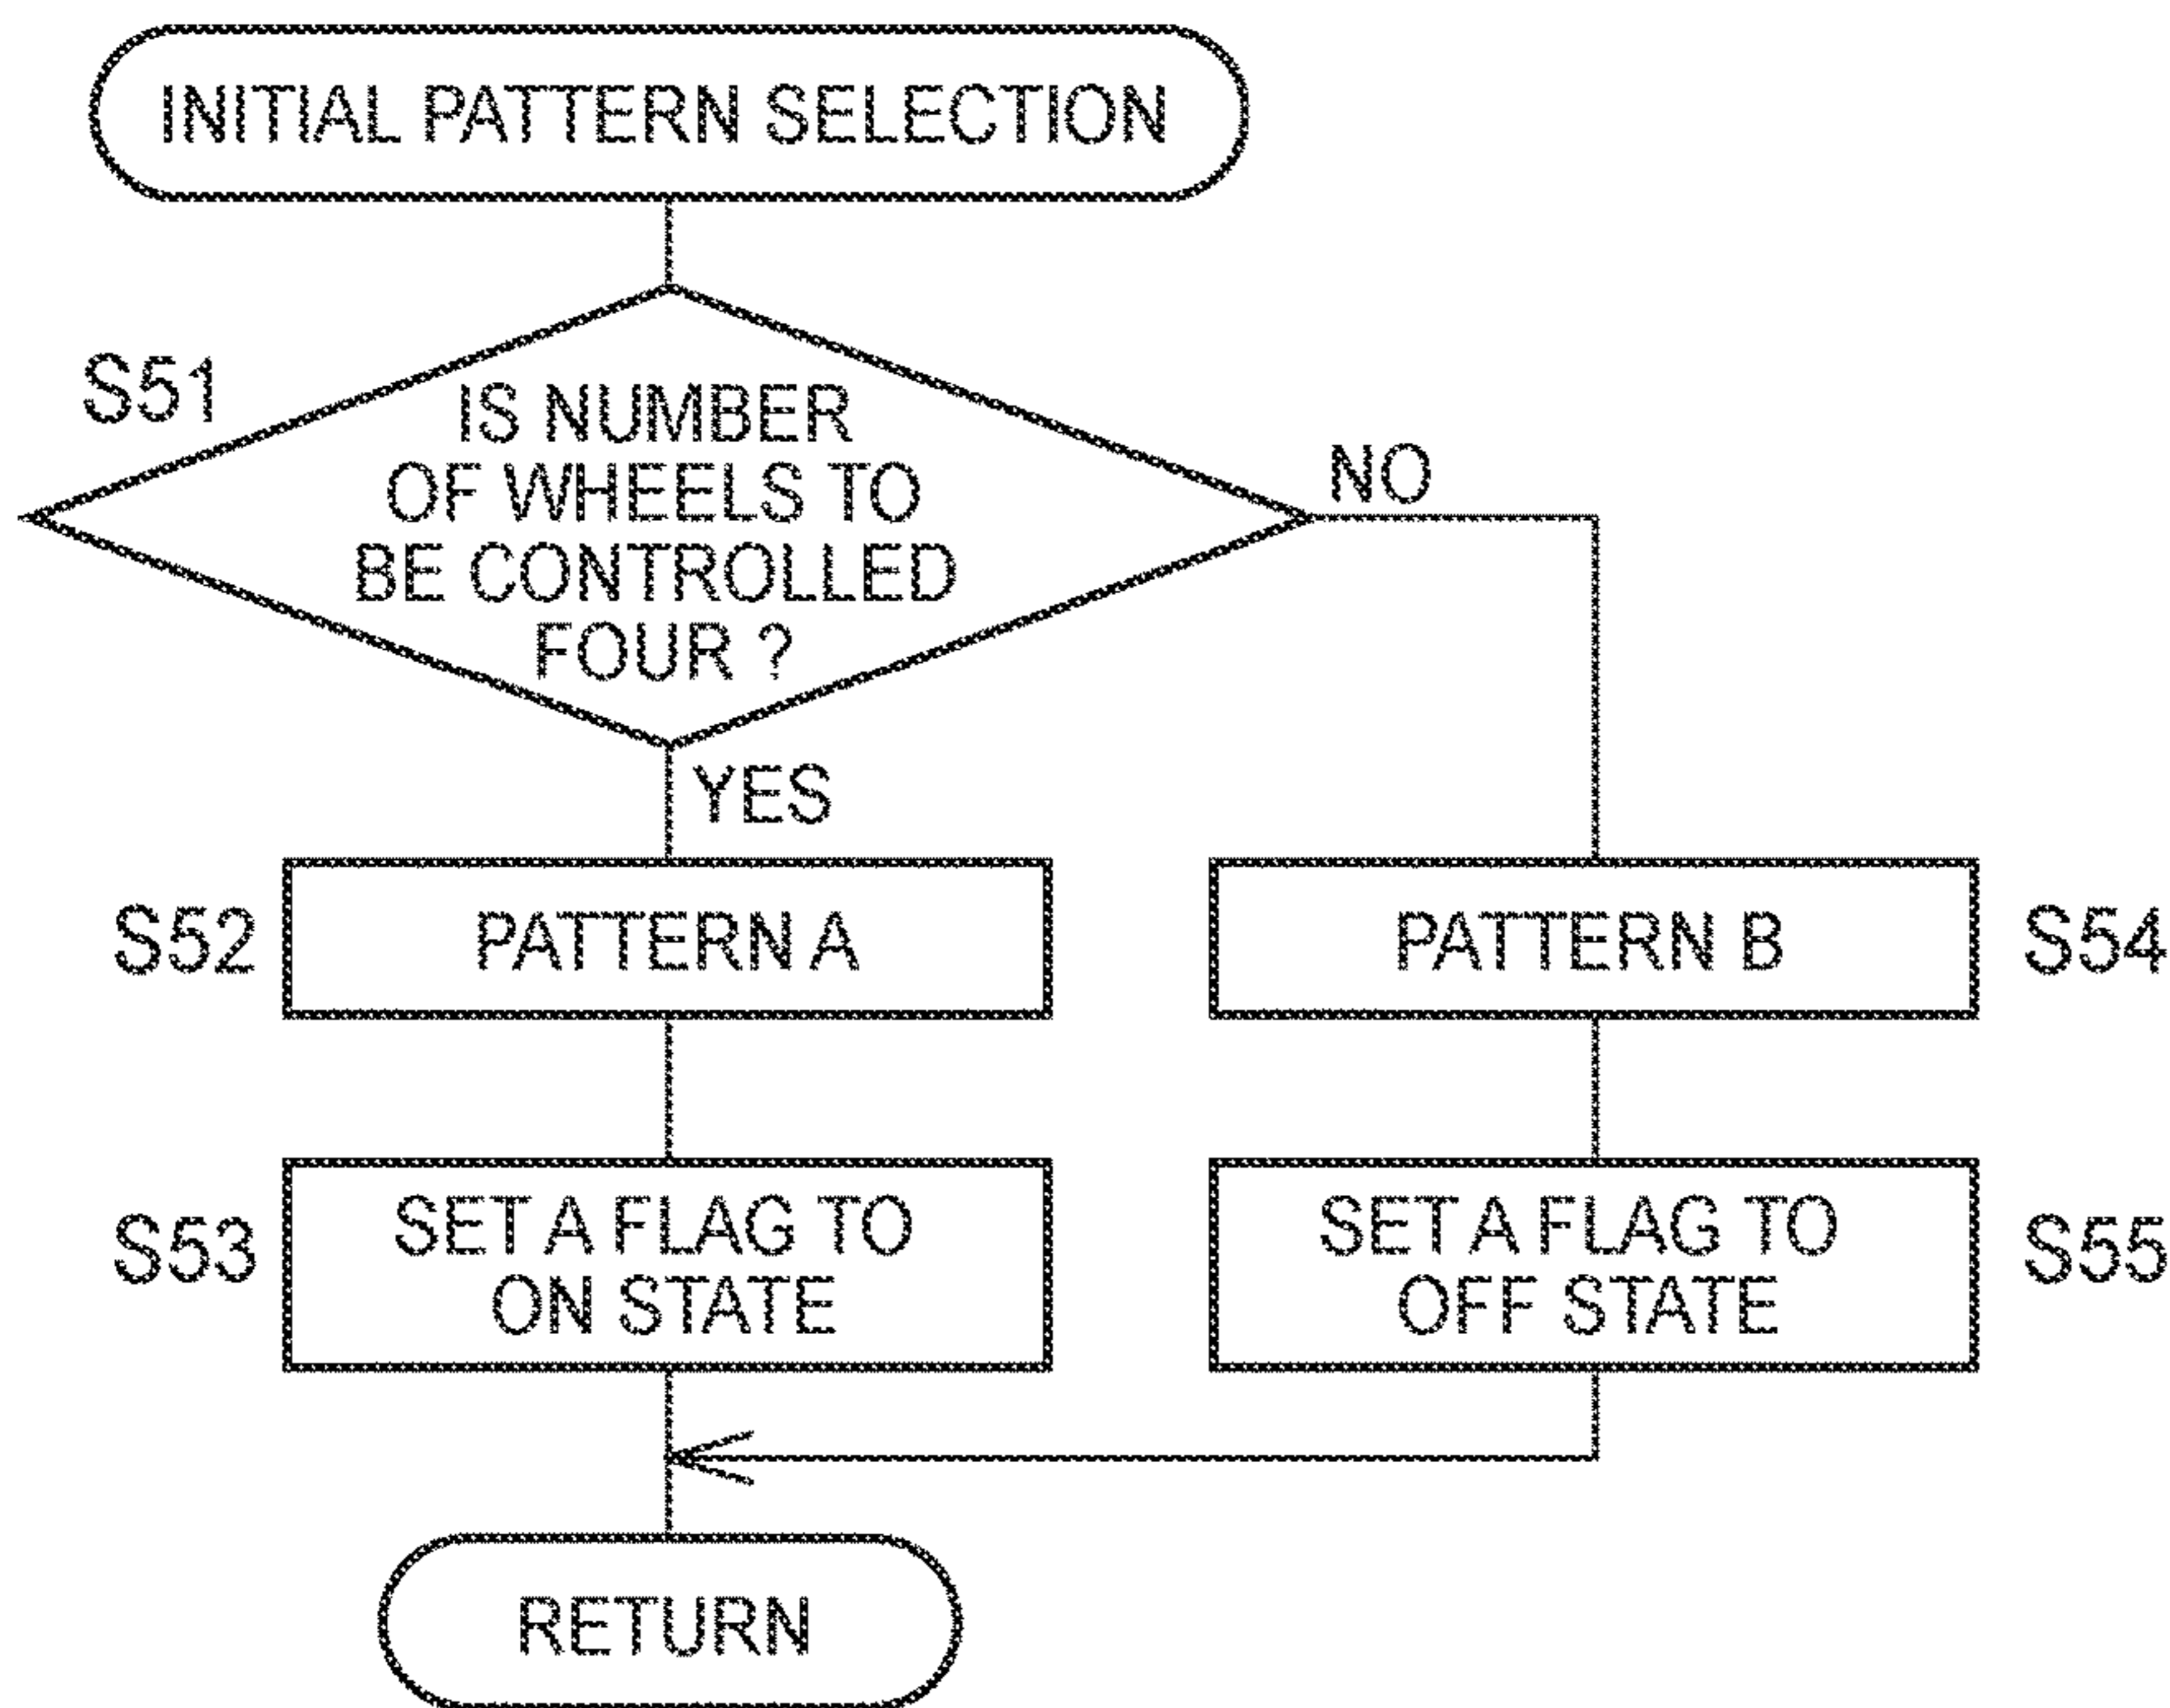 INITIAL PATTERN SELECTION
S51
IS NUMBER
OF WHEELS TO
BE CONTROLLED
FOUR ?
NO
YES
S52
PATTERN A
PATTERN B
S54
S53
SET A FLAG TO
ON STATE
SET A FLAG TO
OFF STATE
S55
RETURN